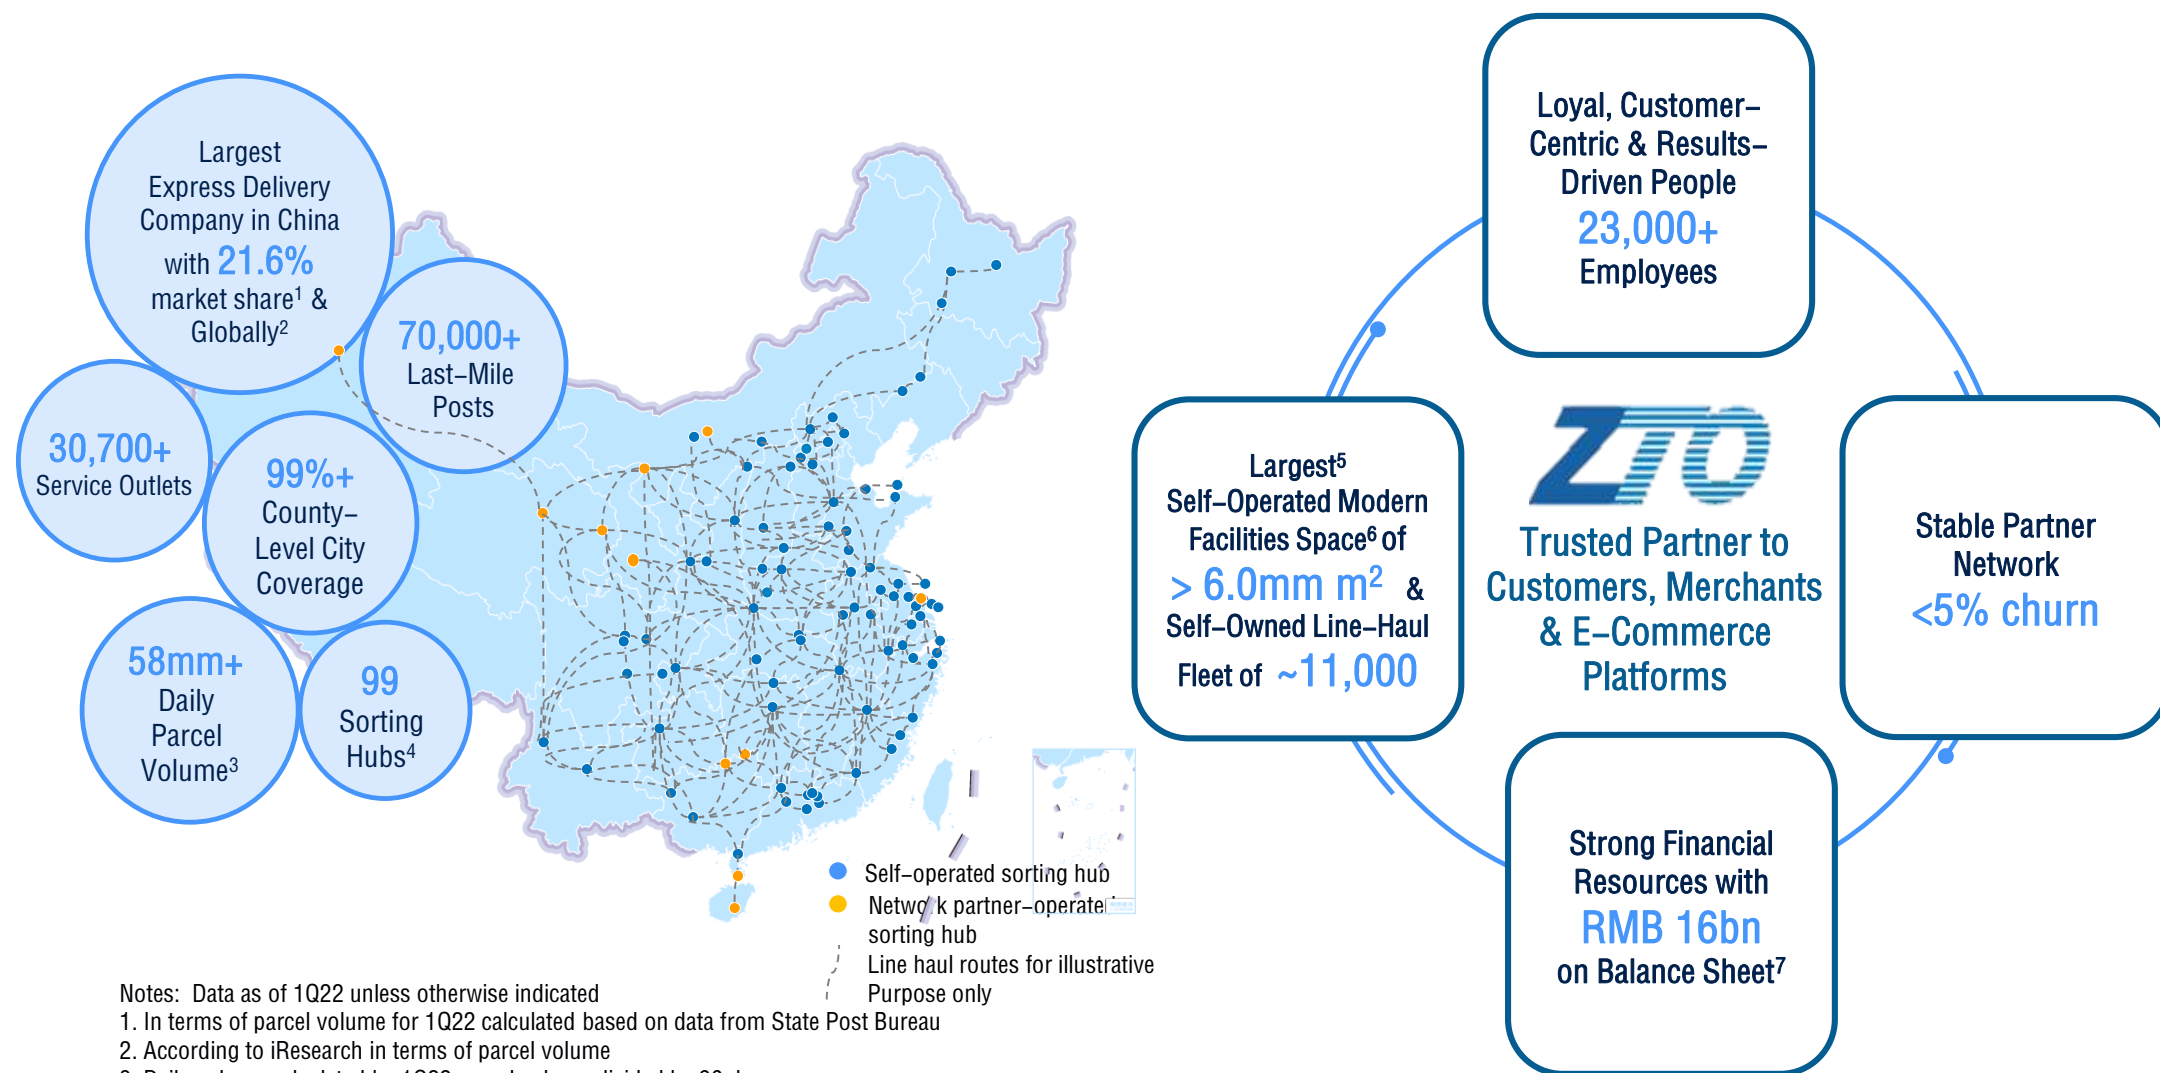 Largest
Express Delivery
Company in China
with 21.6%
market share1 &
Globally2
70,000+
Last–Mile
Posts
30,700+
Service Outlets
99%+
County–
Level City
Coverage
58mm+
Daily
Parcel
Volume3
99
Sorting
Hubs4
Self–operated sorting hub
Network partner–operated
sorting hub
Line haul routes for illustrative
Purpose only
Notes: Data as of 1Q22 unless otherwise indicated
1. In terms of parcel volume for 1Q22 calculated based on data from State Post Bureau
2. According to iResearch in terms of parcel volume
Loyal, Customer–
Centric & Results–
Driven People
23,000+
Employees
Largest5
Self–Operated Modern
Facilities Space6 of
> 6.0mm m2 &
Self–Owned Line–Haul
Fleet of ~11,000
ZTO
Trusted Partner to
Customers, Merchants
& E–Commerce
Platforms
Stable Partner
Network
<5% churn
Strong Financial
Resources with
RMB 16bn
on Balance Sheet7